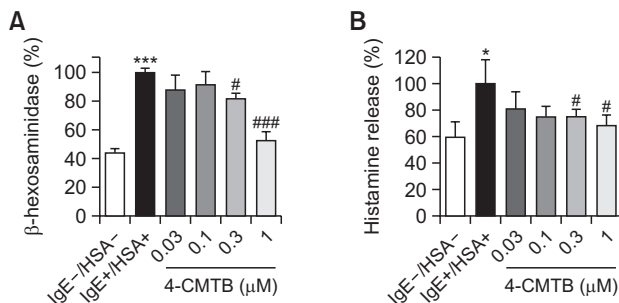 A
β-hexosaminidase (%)
120
100
80
60
40
20
0
***
#
###
IgE−/HSA−
IgE+/HSA+
0.03
0.1
0.3
1
4-CMTB (μM)
B
Histamine release (%)
120
100
80
60
40
20
0
*
#
#
IgE−/HSA−
IgE+/HSA+
0.03
0.1
0.3
1
4-CMTB (μM)